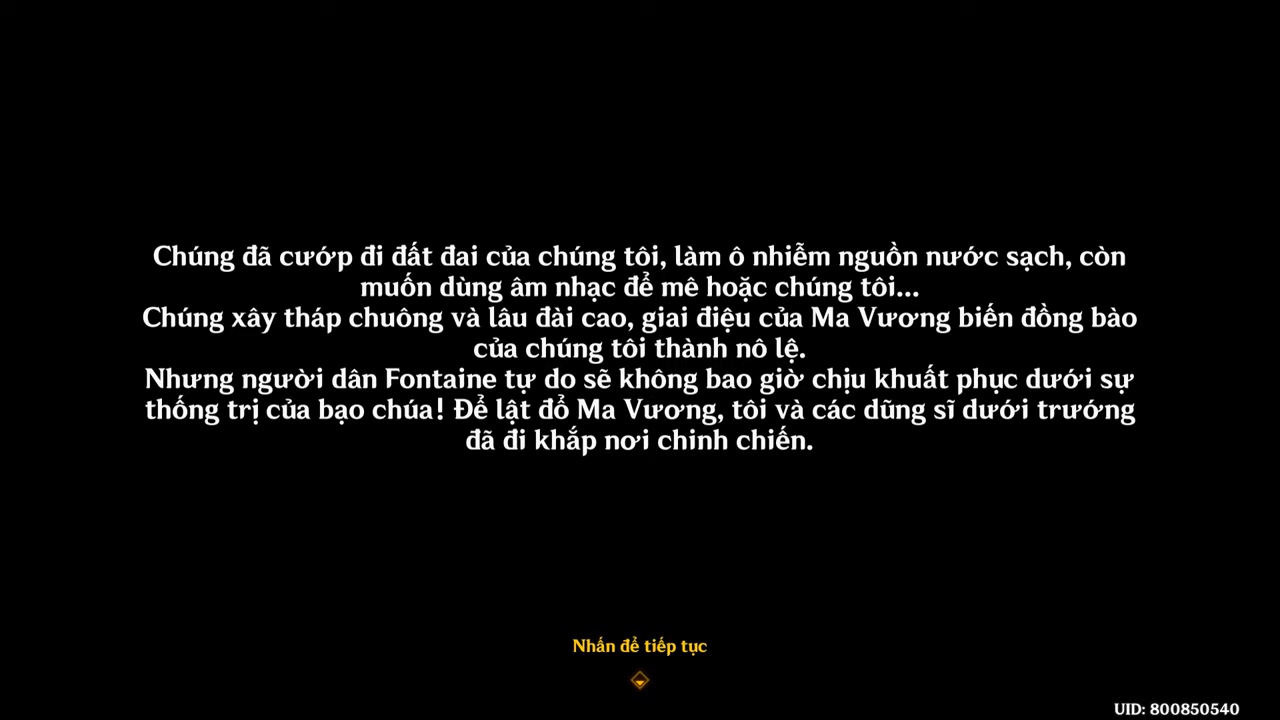 Chúng đã cướp đi đất đai của chúng tôi, làm ô nhiễm nguồn nước sạch, còn
muốn dùng âm nhạc để mê hoặc chúng tôi...
Chúng xây tháp chuông và lâu đài cao, giai điệu của Ma Vương biến đồng bào
của chúng tôi thành nô lệ.
Nhưng người dân Fontaine tự do sẽ không bao giờ chịu khuất phục dưới sự
thống trị của bạo chúa! Để lật đổ Ma Vương, tôi và các dũng sĩ dưới trướng
đã đi khắp nơi chinh chiến.
Nhấn để tiếp tục
UID: 800850540